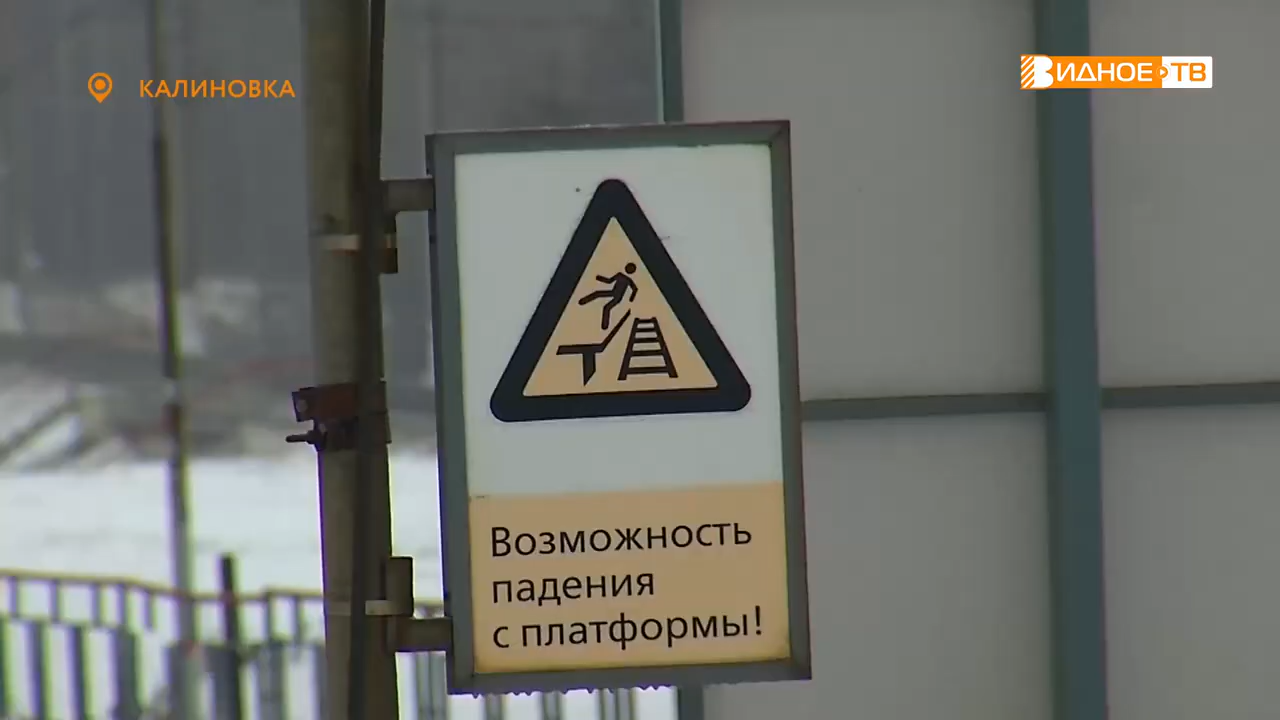 КАЛИНОВКА
ВИДНОЕ ТВ
Возможность
падения
с платформы!